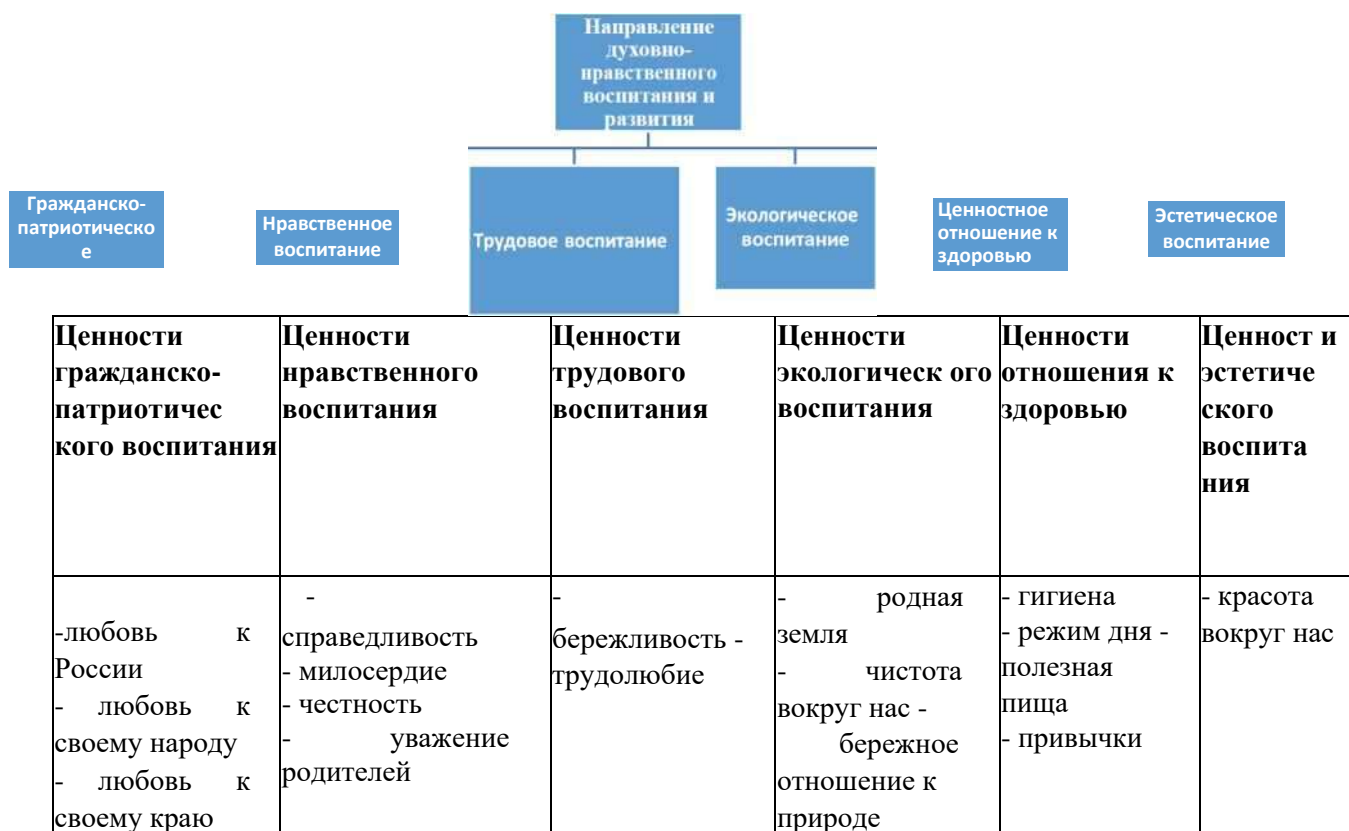 Направление
духовно-
нравственного
воспитания и
развития
Гражданско-
патриотическо
е
Нравственное
воспитание
Трудовое воспитание
Экологическое
воспитание
Ценностное
отношение к
здоровью
Эстетическое
воспитание
Ценности
гражданско-
патриотичес
кого воспитания
Ценности
нравственного
воспитания
Ценности
трудового
воспитания
Ценности
экологическ ого
воспитания
Ценности
отношения к
здоровью
Ценност и
эстетиче
ского
воспита
ния
-любовь к
России
- любовь к
своему народу
- любовь к
своему краю
-
справедливость
- милосердие
- честность
- уважение
родителей
-
бережливость -
трудолюбие
- родная
земля
- чистота
вокруг нас -
бережное
отношение к
природе
- гигиена
- режим дня -
полезная
пища
- привычки
- красота
вокруг нас